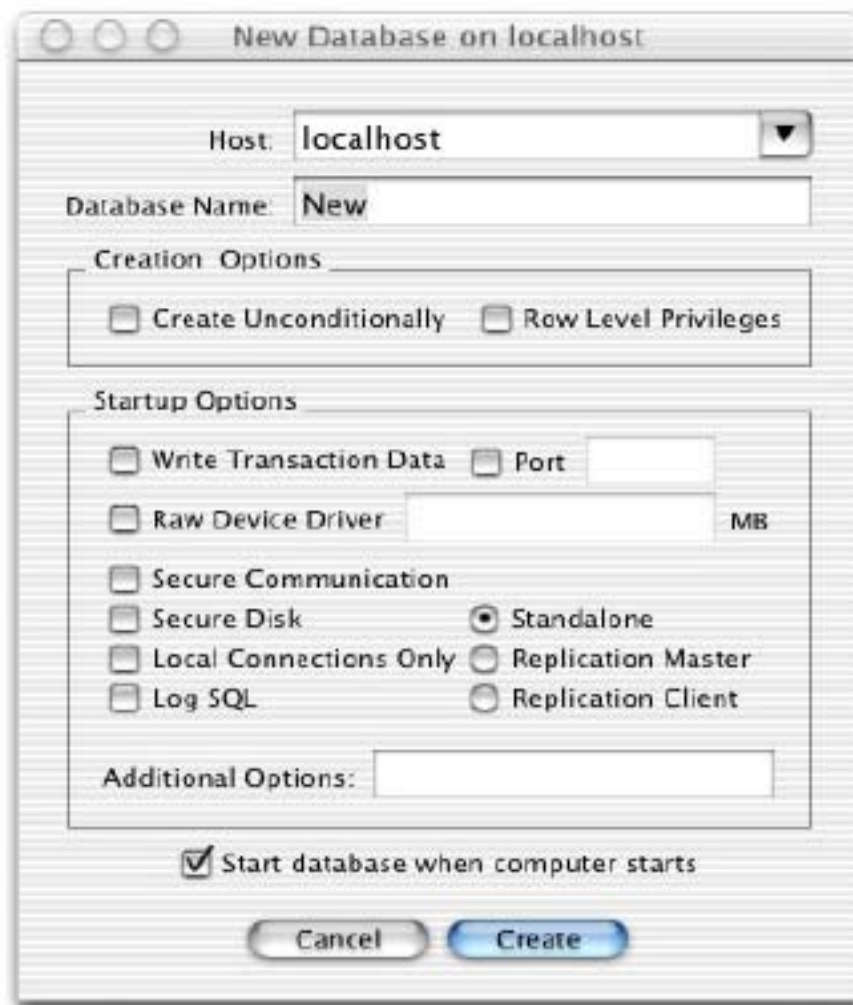 New Database on localhost
Host: localhost
Database Name: New
Creation Options
Create Unconditionally Row Level Privileges
Startup Options
Write Transaction Data Port
Raw Device Driver MB
Secure Communication
Secure Disk Standalone
Local Connections Only Replication Master
Log SQL Replication Client
Additional Options:
Start database when computer starts
Cancel Create